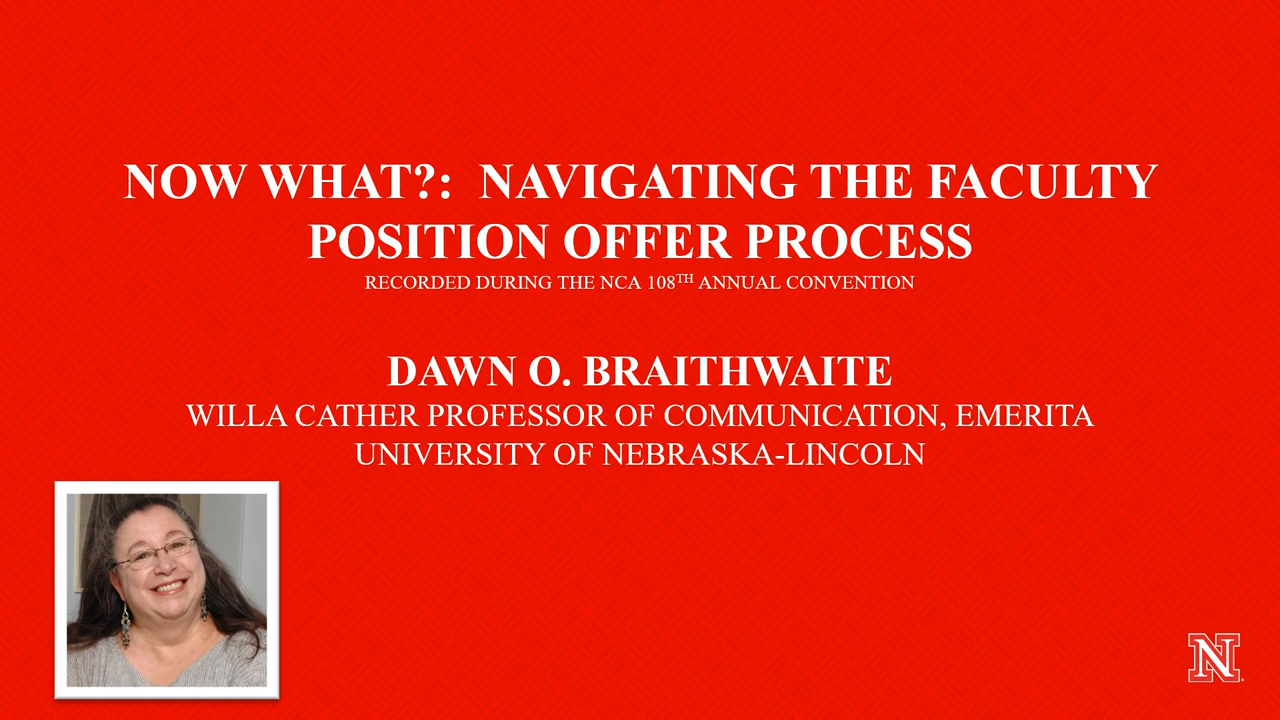 NOW WHAT?: NAVIGATING THE FACULTY
POSITION OFFER PROCESS
RECORDED DURING THE NCA 108TH ANNUAL CONVENTION
DAWN O. BRAITHWAITE
WILLA CATHER PROFESSOR OF COMMUNICATION, EMERITA
UNIVERSITY OF NEBRASKA-LINCOLN
N